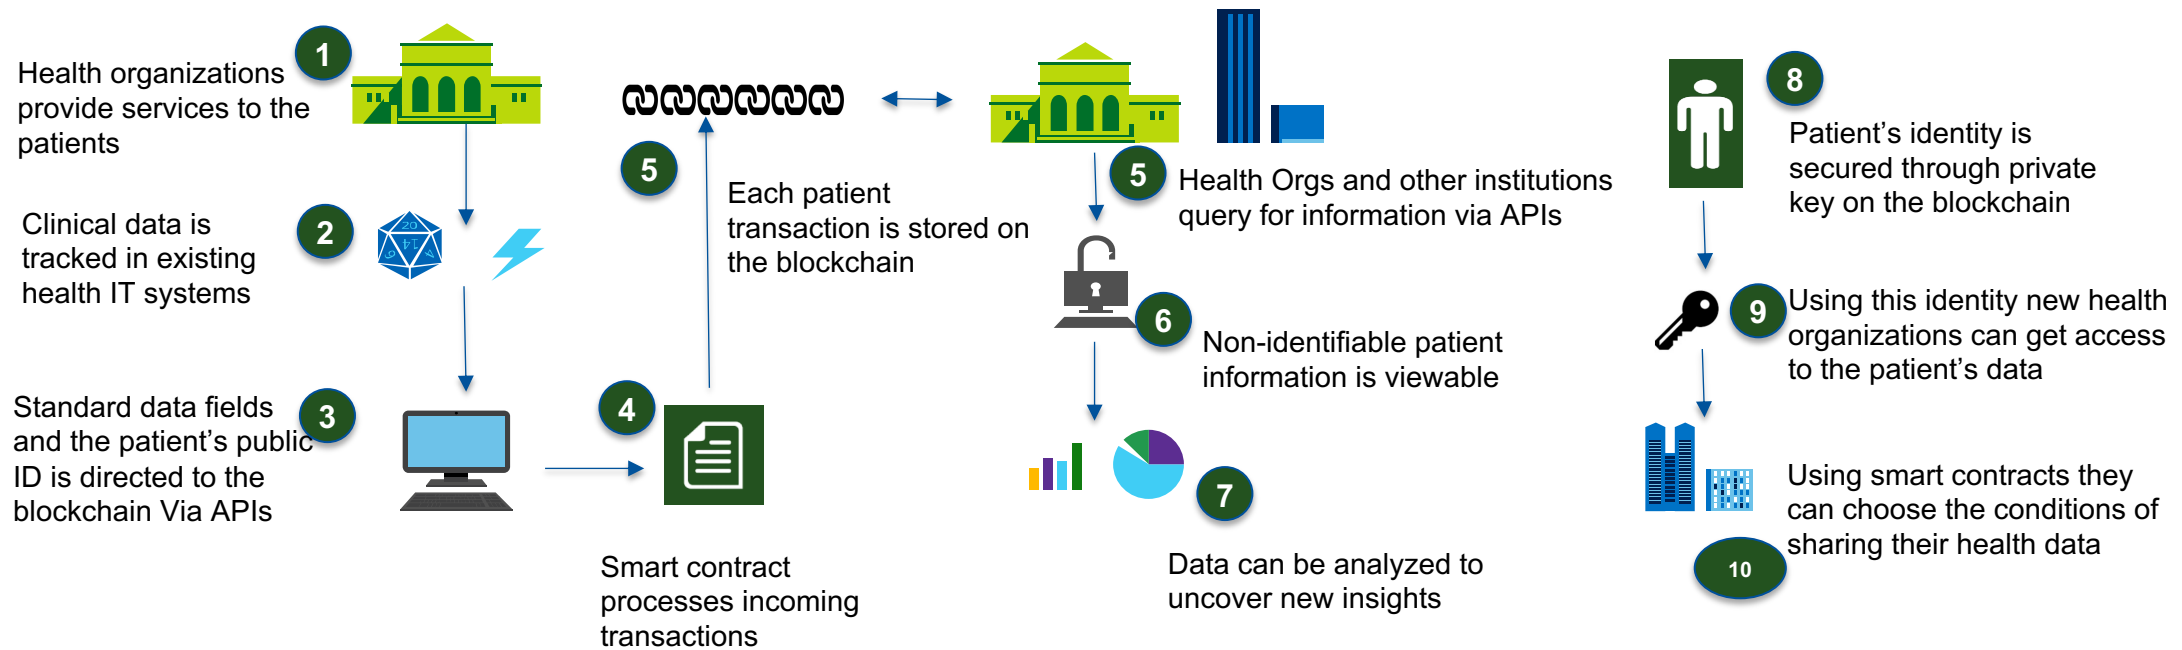 1
Health organizations
provide services to the
patients
2
Clinical data is
tracked in existing
health IT systems
20
14
9
4
3
Standard data fields
and the patient's public
ID is directed to the
blockchain Via APIs
4
Smart contract
processes incoming
transactions
5
Each patient
transaction is stored on
the blockchain
5
Health Orgs and other institutions
query for information via APIs
6
Non-identifiable patient
information is viewable
7
Data can be analyzed to
uncover new insights
8
Patient’s identity is
secured through private
key on the blockchain
9
Using this identity new health
organizations can get access
to the patient’s data
Using smart contracts they
can choose the conditions of
sharing their health data
10